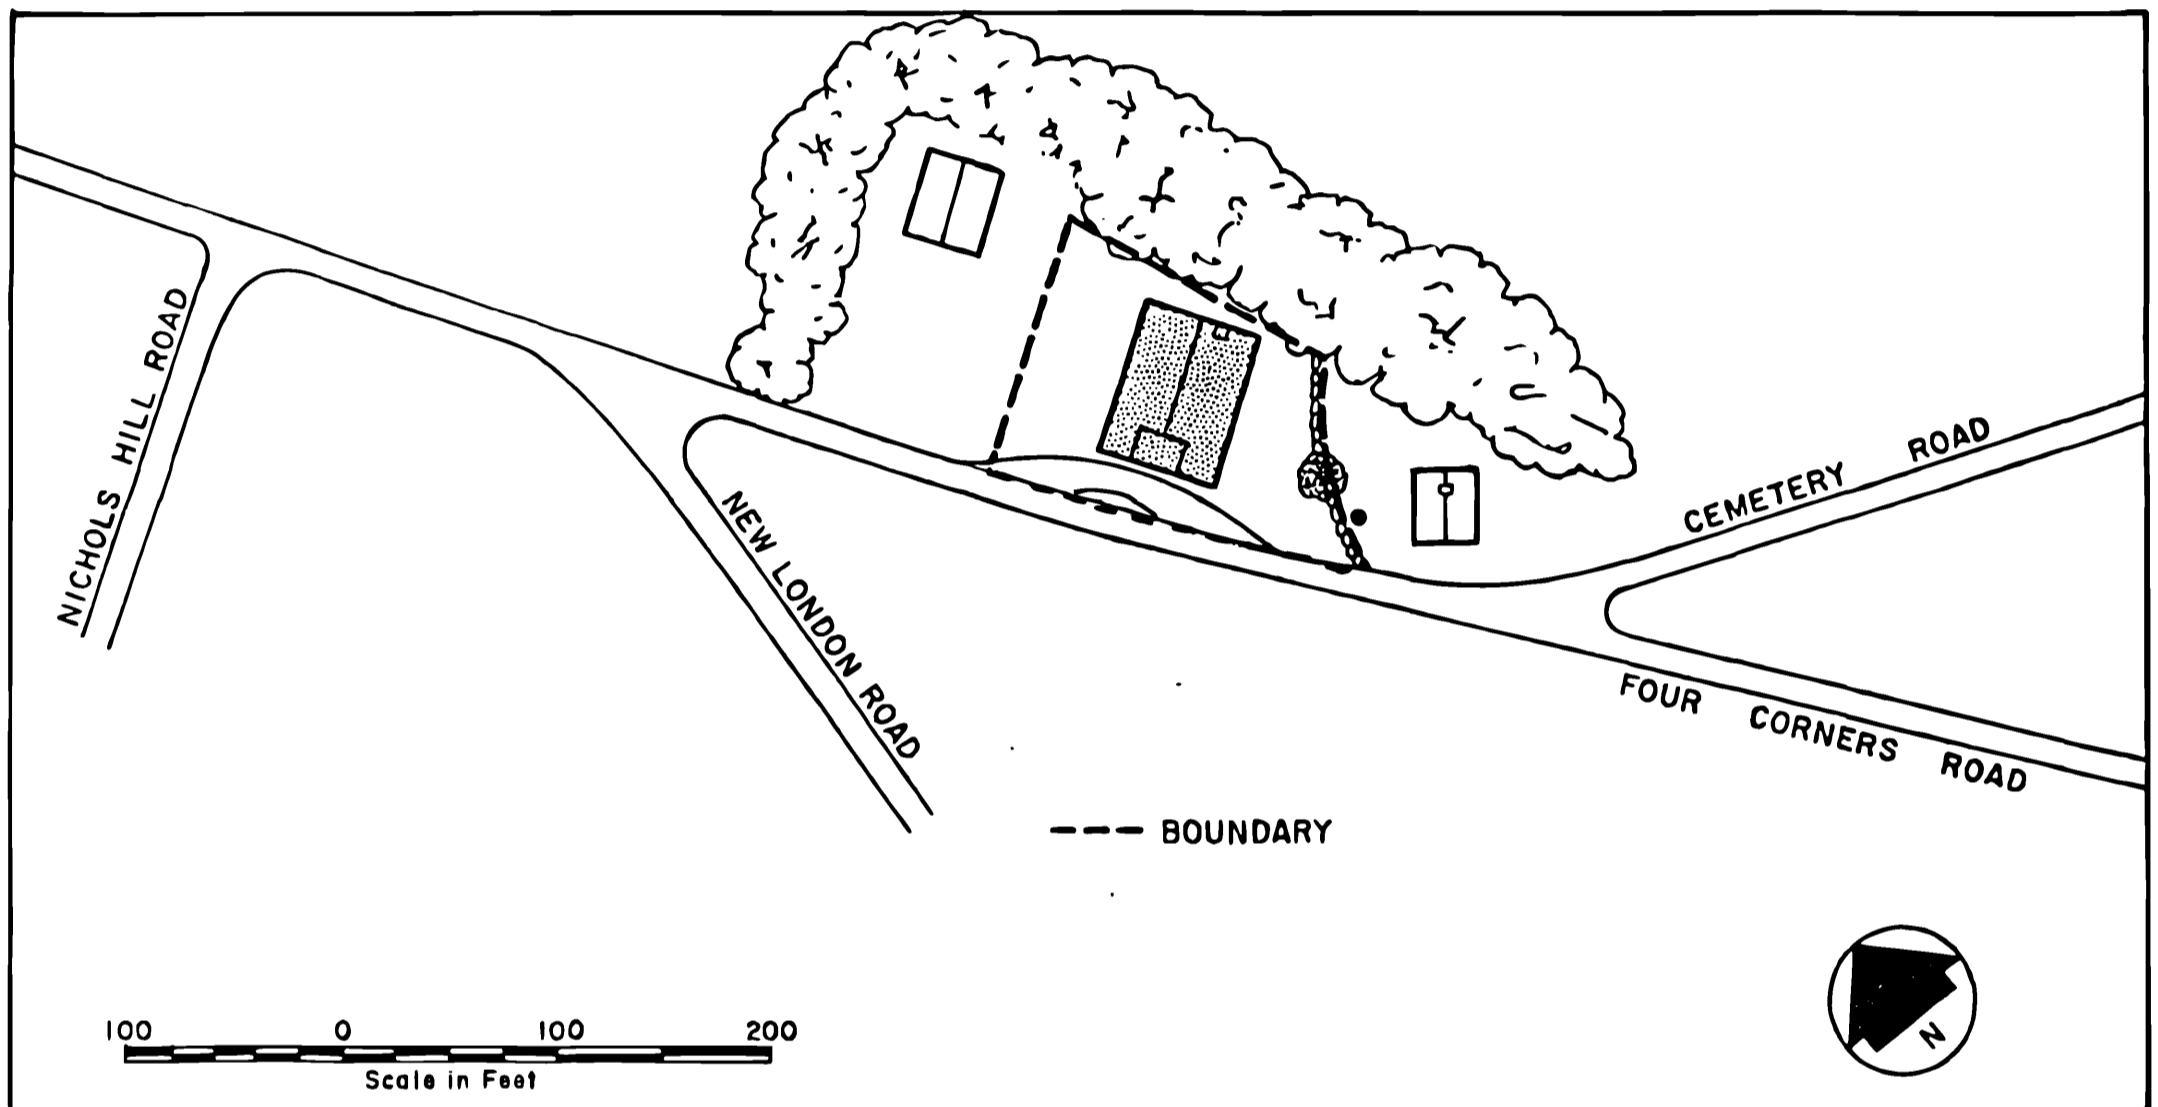 NICHOLS HILL ROAD
NEW LONDON ROAD
CEMETERY ROAD
FOUR CORNERS ROAD
BOUNDARY
100 0 100 200
Scale in Feet
N